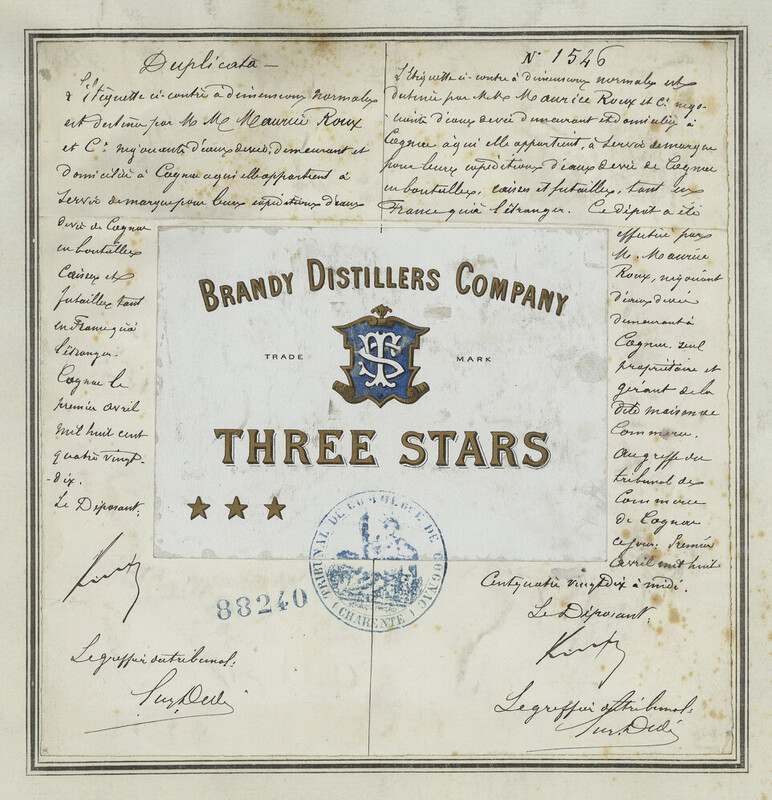 Duplicata —
L'Etiquette ci-contre à dimensions normales
est destinée par M M Maurice Roux
et Cie négociants d'eaux de vie, demeurant et
domiciliés à Cognac à qui elle appartient à
servir de marque pour leurs expéditions d'eaux
de vie de Cognac
en bouteilles
caisses et
futailles tant
en France qu'à
l'étranger.
Cognac le
premier avril
mil huit cent
quatre vingt-
-dix.
Le Déposant:
Le greffier du tribunal:
No 1526
L'Etiquette ci-contre à dimensions normales est
destinée par M.M. Maurice Roux et Cie négo-
ciants d'eaux de vie demeurant et domiciliés à
Cognac à qui elle appartient, à servir de marque
pour leurs expéditions d'eaux de vie de Cognac
en bouteilles, caisses et futailles, tant en
France qu'à l'étranger. Ce dépôt a été
effectué par
M. Maurice
Roux, négociant
d'eaux de vie
demeurant à
Cognac, seul
propriétaire et
gérant de la
dite maison de
Commerce.
Au greffe du
tribunal de
Commerce
de Cognac
ce jour. Premier
Avril mil huit
Cent quatre vingt dix à midi.
Le Déposant:
Le greffier du tribunal:
BRANDY DISTILLERS COMPANY
TRADE MARK
TS
THREE STARS
TRIBUNAL DE COMMERCE DE COGNAC
(CHARENTE)
88240